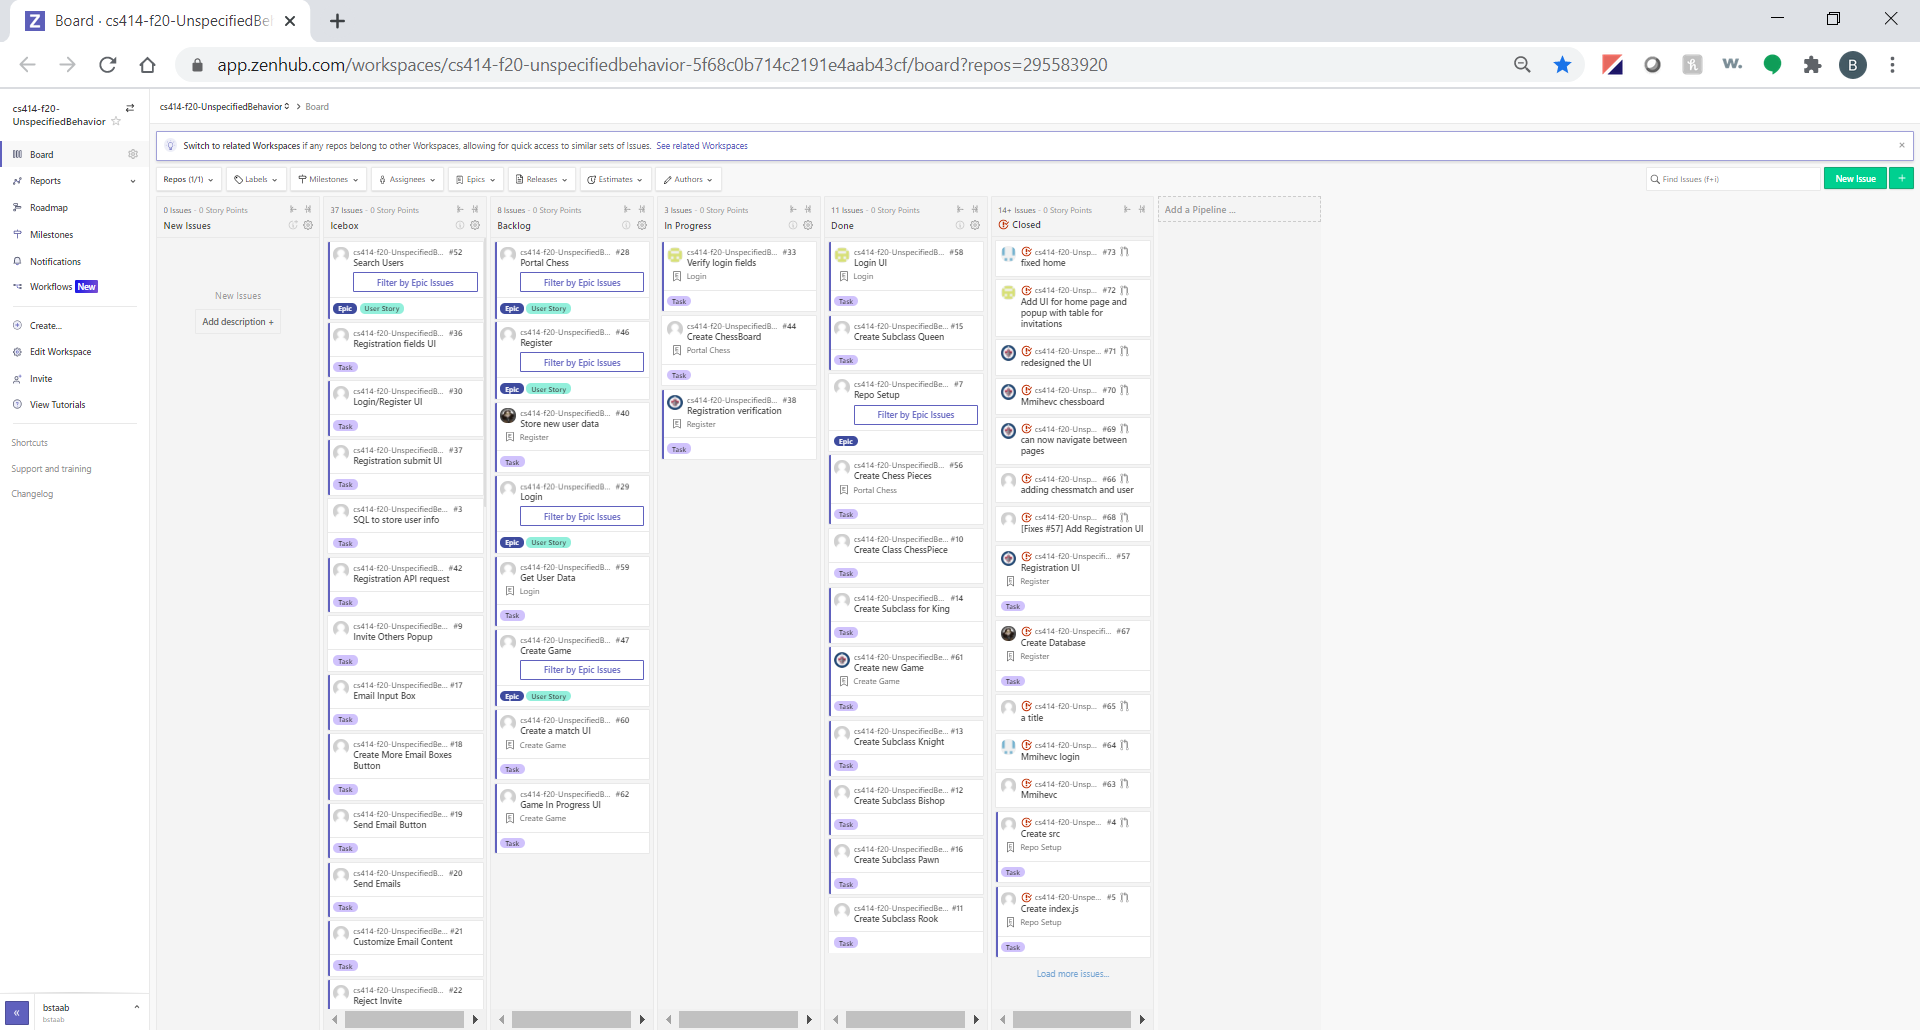 Board · cs414-f20-UnspecifiedBe
app.zenhub.com/workspaces/cs414-f20-unspecifiedbehavior-5f68c0b714c2191e4aab43cf/board?repos=295583920
B
cs414-f20-
UnspecifiedBehavior
Board
Reports
Roadmap
Milestones
Notifications
Workflows New
Create...
Edit Workspace
Invite
View Tutorials
Shortcuts
Support and training
Changelog
bstaab
bstaab
cs414-f20-UnspecifiedBehavior > Board
Switch to related Workspaces if any repos belong to other Workspaces, allowing for quick access to similar sets of Issues. See related Workspaces
Repos (1/1) Labels Milestones Assignees Epics Releases Estimates Authors
Find Issues (f+i) New Issue +
0 Issues · 0 Story Points
New Issues
New Issues
Add description +
37 Issues · 0 Story Points
Icebox
cs414-f20-UnspecifiedBe... #52
Search Users
Filter by Epic Issues
Epic User Story
cs414-f20-UnspecifiedB... #36
Registration fields UI
Task
cs414-f20-UnspecifiedB... #30
Login/Register UI
Task
cs414-f20-UnspecifiedB... #37
Registration submit UI
Task
cs414-f20-UnspecifiedBe... #3
SQL to store user info
Task
cs414-f20-UnspecifiedB... #42
Registration API request
Task
cs414-f20-UnspecifiedBe... #9
Invite Others Popup
Task
cs414-f20-UnspecifiedBe... #17
Email Input Box
Task
cs414-f20-UnspecifiedBe... #18
Create More Email Boxes
Button
Task
cs414-f20-UnspecifiedBe... #19
Send Email Button
Task
cs414-f20-UnspecifiedB... #20
Send Emails
Task
cs414-f20-UnspecifiedBe... #21
Customize Email Content
Task
cs414-f20-UnspecifiedB... #22
Reject Invite
8 Issues · 0 Story Points
Backlog
cs414-f20-UnspecifiedB... #28
Portal Chess
Filter by Epic Issues
Epic User Story
cs414-f20-UnspecifiedB... #46
Register
Filter by Epic Issues
Epic User Story
cs414-f20-UnspecifiedB... #40
Store new user data
Register
Task
cs414-f20-UnspecifiedB... #29
Login
Filter by Epic Issues
Epic User Story
cs414-f20-UnspecifiedB... #59
Get User Data
Login
Task
cs414-f20-UnspecifiedB... #47
Create Game
Filter by Epic Issues
Epic User Story
cs414-f20-UnspecifiedB... #60
Create a match UI
Create Game
Task
cs414-f20-UnspecifiedB... #62
Game In Progress UI
Create Game
Task
3 Issues · 0 Story Points
In Progress
cs414-f20-UnspecifiedB... #33
Verify login fields
Login
Task
cs414-f20-UnspecifiedB... #44
Create ChessBoard
Portal Chess
Task
cs414-f20-UnspecifiedB... #38
Registration verification
Register
Task
11 Issues · 0 Story Points
Done
cs414-f20-UnspecifiedB... #58
Login UI
Login
Task
cs414-f20-UnspecifiedBe... #15
Create Subclass Queen
Task
cs414-f20-UnspecifiedBe... #7
Repo Setup
Filter by Epic Issues
Epic
cs414-f20-UnspecifiedB... #56
Create Chess Pieces
Portal Chess
Task
cs414-f20-UnspecifiedBe... #10
Create Class ChessPiece
Task
cs414-f20-UnspecifiedBe... #14
Create Subclass for King
Task
cs414-f20-UnspecifiedBe... #61
Create new Game
Create Game
Task
cs414-f20-UnspecifiedBe... #13
Create Subclass Knight
Task
cs414-f20-UnspecifiedBe... #12
Create Subclass Bishop
Task
cs414-f20-UnspecifiedBe... #16
Create Subclass Pawn
Task
cs414-f20-UnspecifiedBe... #11
Create Subclass Rook
Task
14+ Issues · 0 Story Points
Closed
cs414-f20-Unspe... #73
fixed home
cs414-f20-Unspe... #72
Add UI for home page and
popup with table for
invitations
cs414-f20-Unspe... #71
redesigned the UI
cs414-f20-Unspe... #70
Mmihevc chessboard
cs414-f20-Unspe... #69
can now navigate between
pages
cs414-f20-Unspe... #66
adding chessmatch and user
cs414-f20-Unspe... #68
[Fixes #57] Add Registration UI
cs414-f20-Unspecifi... #57
Registration UI
Register
Task
cs414-f20-Unspecifi... #67
Create Database
Register
Task
cs414-f20-Unsp... #65
a title
cs414-f20-Unsp... #64
Mmihevc login
cs414-f20-Unsp... #63
Mmihevc
cs414-f20-Unspe... #4
Create src
Repo Setup
Task
cs414-f20-Unspe... #5
Create index.js
Repo Setup
Task
Load more issues...
Add a Pipeline ...